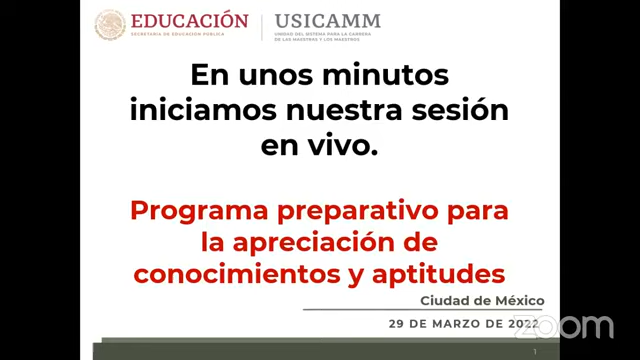 EDUCACIÓN
SECRETARÍA DE EDUCACIÓN PÚBLICA
USICAMM
UNIDAD DEL SISTEMA PARA LA CARRERA
DE LAS MAESTRAS Y LOS MAESTROS
En unos minutos
iniciamos nuestra sesión
en vivo.
Programa preparativo para
la apreciación de
conocimientos y aptitudes
Ciudad de México
29 DE MARZO DE 2022
zoom
1